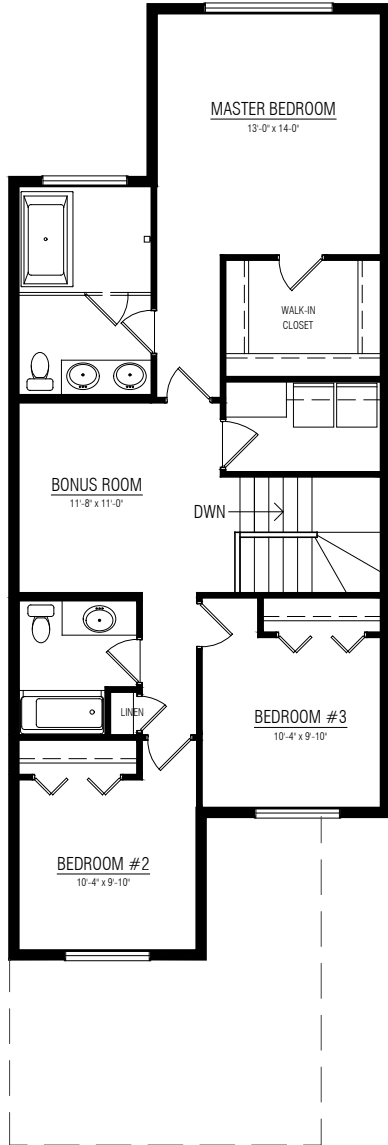 MASTER BEDROOM
13'-0" x 14-0"
WALK-IN
CLOSET
BONUS ROOM
11'-8" x 11'-0"
DWN
LINEN
BEDROOM #3
10'-4" x 9'-10"
BEDROOM #2
10'-4" x 9'-10"